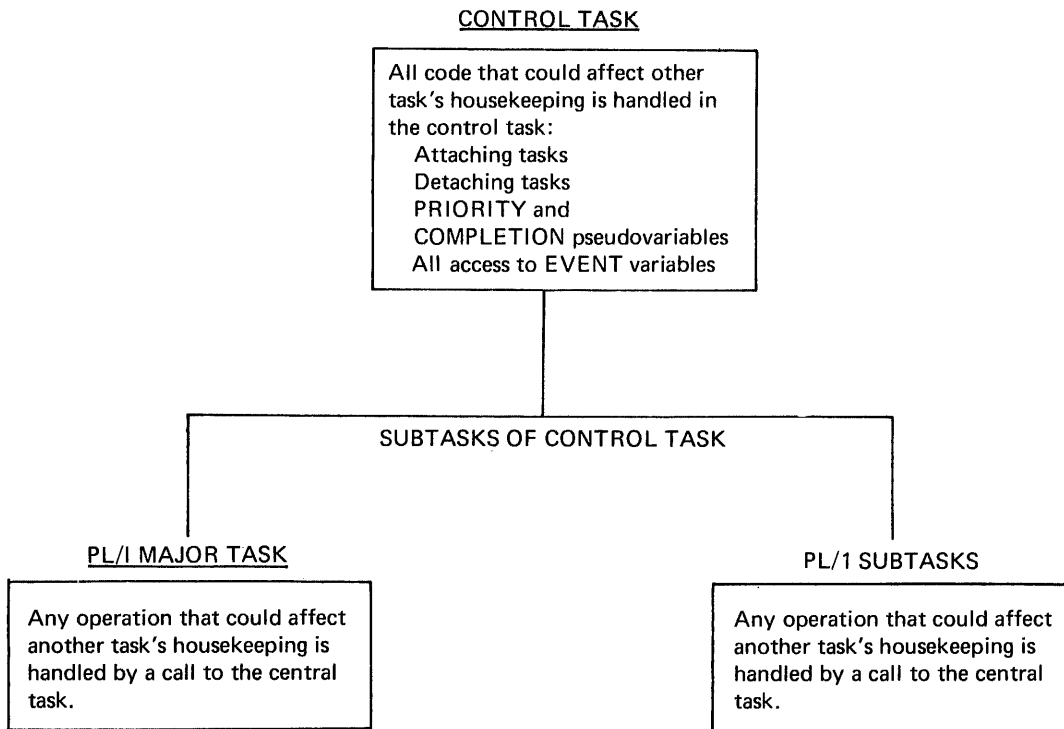 CONTROL TASK
All code that could affect other
task's housekeeping is handled in
the control task:
Attaching tasks
Detaching tasks
PRIORITY and
COMPLETION pseudovariables
All access to EVENT variables
SUBTASKS OF CONTROL TASK
PL/I MAJOR TASK
Any operation that could affect
another task's housekeeping is
handled by a call to the central
task.
PL/1 SUBTASKS
Any operation that could affect
another task's housekeeping is
handled by a call to the central
task.